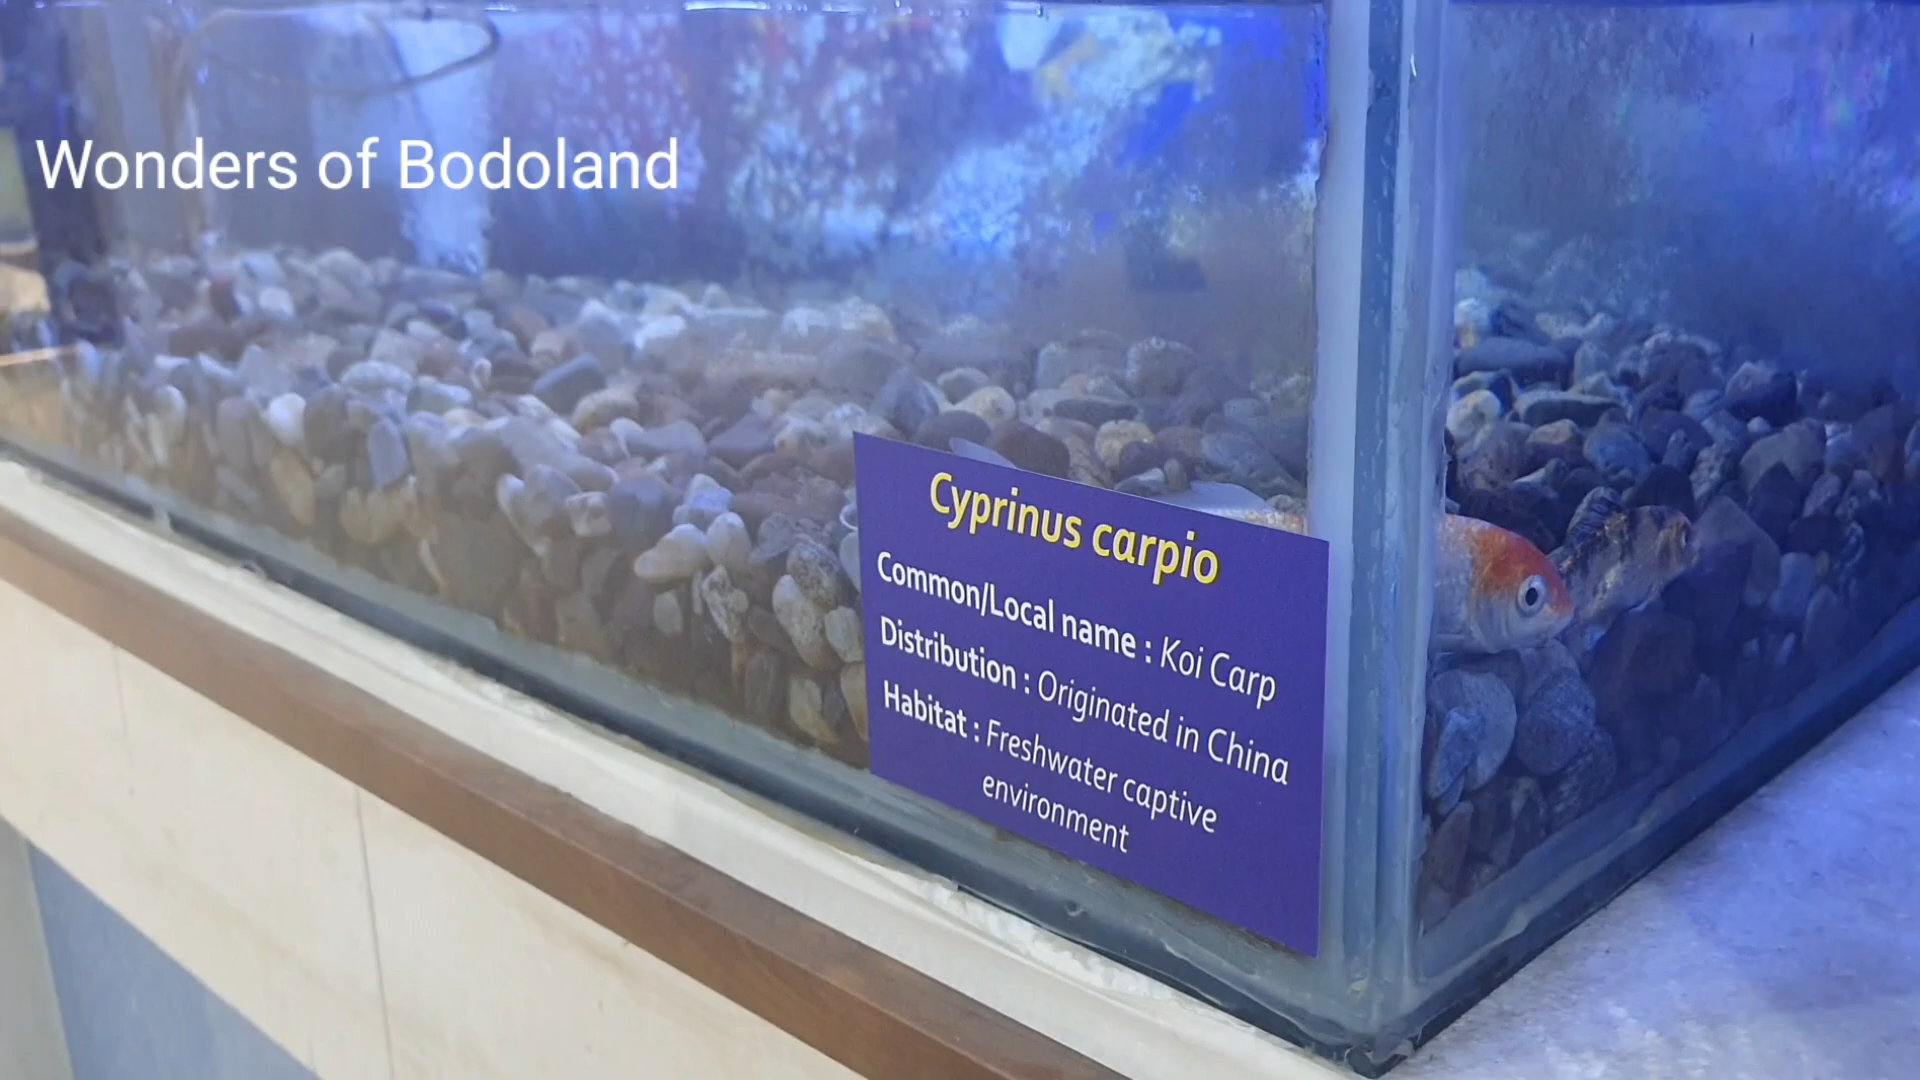 Wonders of Bodoland
Cyprinus carpio
Common/Local name : Koi Carp
Distribution : Originated in China
Habitat : Freshwater captive
environment